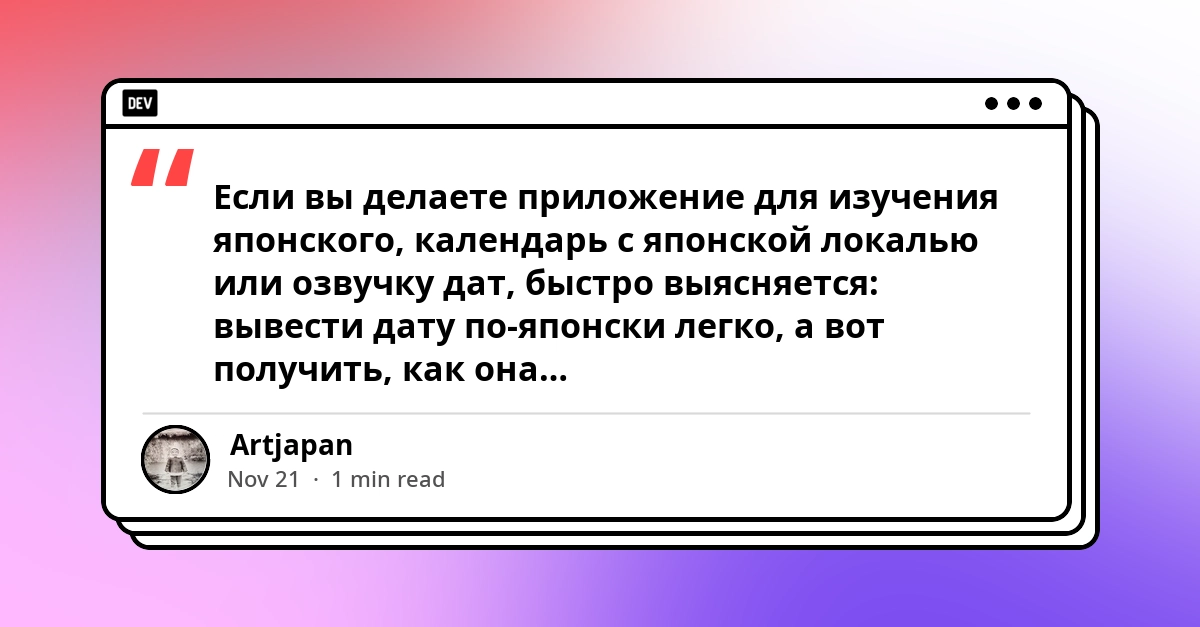 DEV
Если вы делаете приложение для изучения
японского, календарь с японской локалью
или озвучку дат, быстро выясняется:
вывести дату по-японски легко, а вот
получить, как она...
Artjapan
Nov 21 · 1 min read